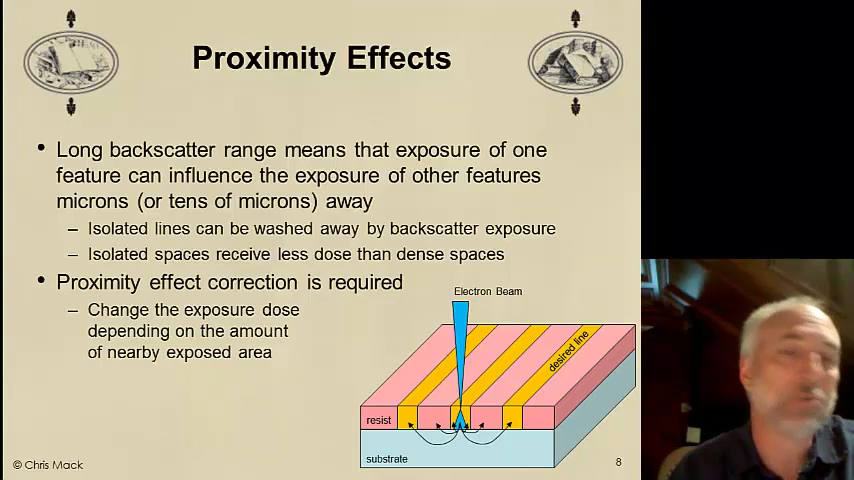 Proximity Effects
• Long backscatter range means that exposure of one
feature can influence the exposure of other features
microns (or tens of microns) away
– Isolated lines can be washed away by backscatter exposure
– Isolated spaces receive less dose than dense spaces
• Proximity effect correction is required
– Change the exposure dose
depending on the amount
of nearby exposed area
Electron Beam
desired line
resist
substrate
© Chris Mack
8